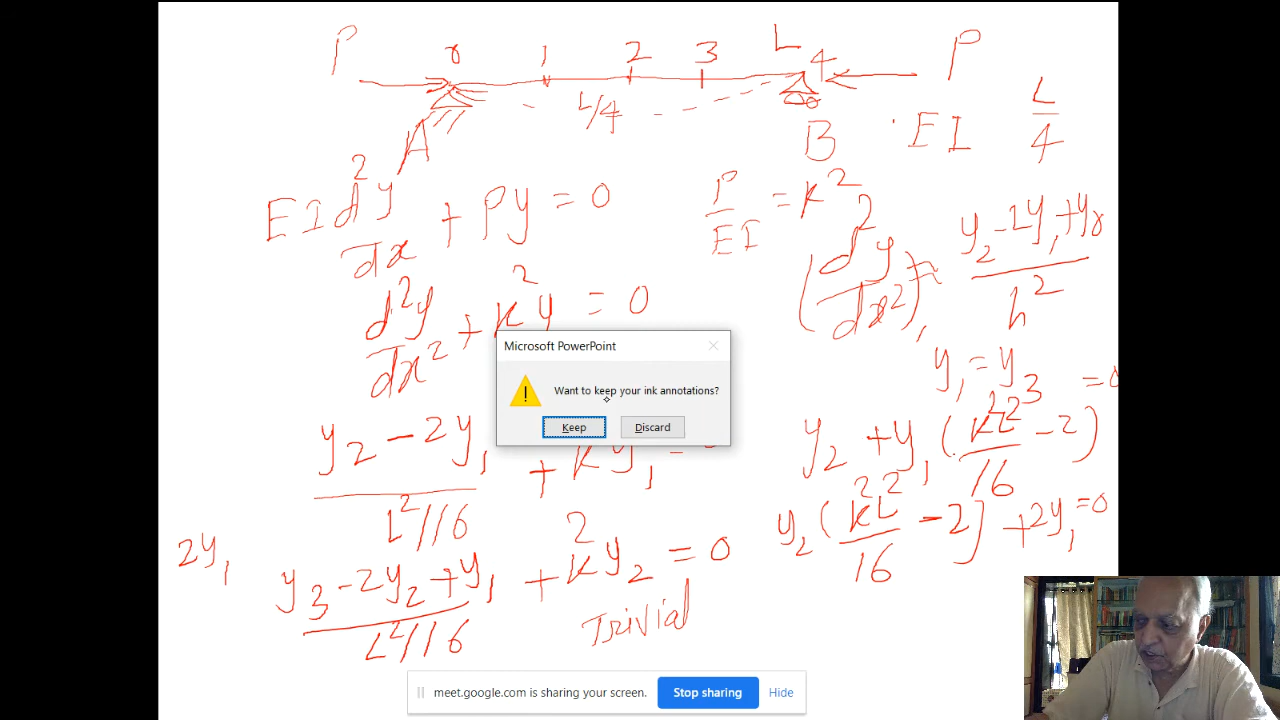 P 0 1 2 3 L 4 P
L/4
A B EI L/4
EI d²y/dx + Py = 0
P/EI = k²
d²y/dx² + k²y = 0
(d²y/dx²)₁ ≈ y₂ - 2y₁ + y₀ / h²
y₁ = y₃
y₂ - 2y₁ / L²/16 + k y₁
y₂ + y₁ (k²L²/16 - 2) = 0
y₂ (k²L²/16 - 2) + 2y₁ = 0
2y₁
y₃ - 2y₂ + y₁ / L²/16 + k²y₂ = 0
Trivial
Microsoft PowerPoint
Want to keep your ink annotations?
Keep Discard
meet.google.com is sharing your screen. Stop sharing Hide